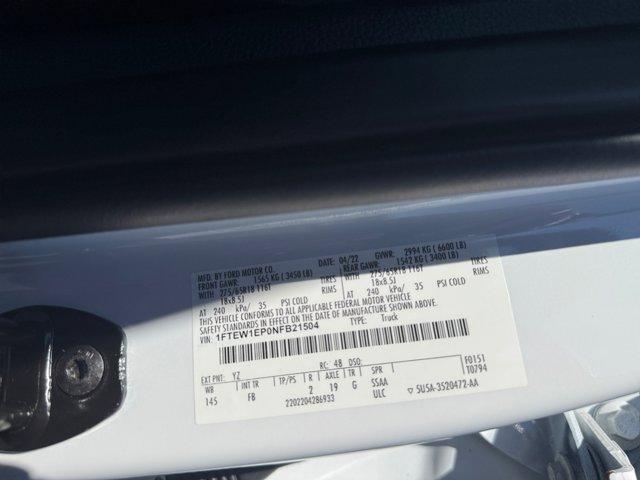 MFD. BY FORD MOTOR CO. DATE: 04/22 GVWR: 2994 KG ( 6600 LB)
FRONT GAWR: 1565 KG ( 3450 LB) REAR GAWR: 1542 KG ( 3400 LB)
WITH 275/65R18 116T TIRES WITH 275/65R18 116T TIRES
18x8.5J RIMS 18x8.5J RIMS
AT 240 kPa/ 35 PSI COLD AT 240 kPa/ 35 PSI COLD
THIS VEHICLE CONFORMS TO ALL APPLICABLE FEDERAL MOTOR VEHICLE
SAFETY STANDARDS IN EFFECT ON THE DATE OF MANUFACTURE SHOWN ABOVE.
VIN: 1FTEW1EP0NFB21504 TYPE: Truck
F0151
T0794
EXT PNT: YZ RC: 48 DSO:
WB INT TR TP/PS R AXLE TR SPR
145 FB 2 19 G SSAA
2202204286933 ULC 5U5A-3520472-AA